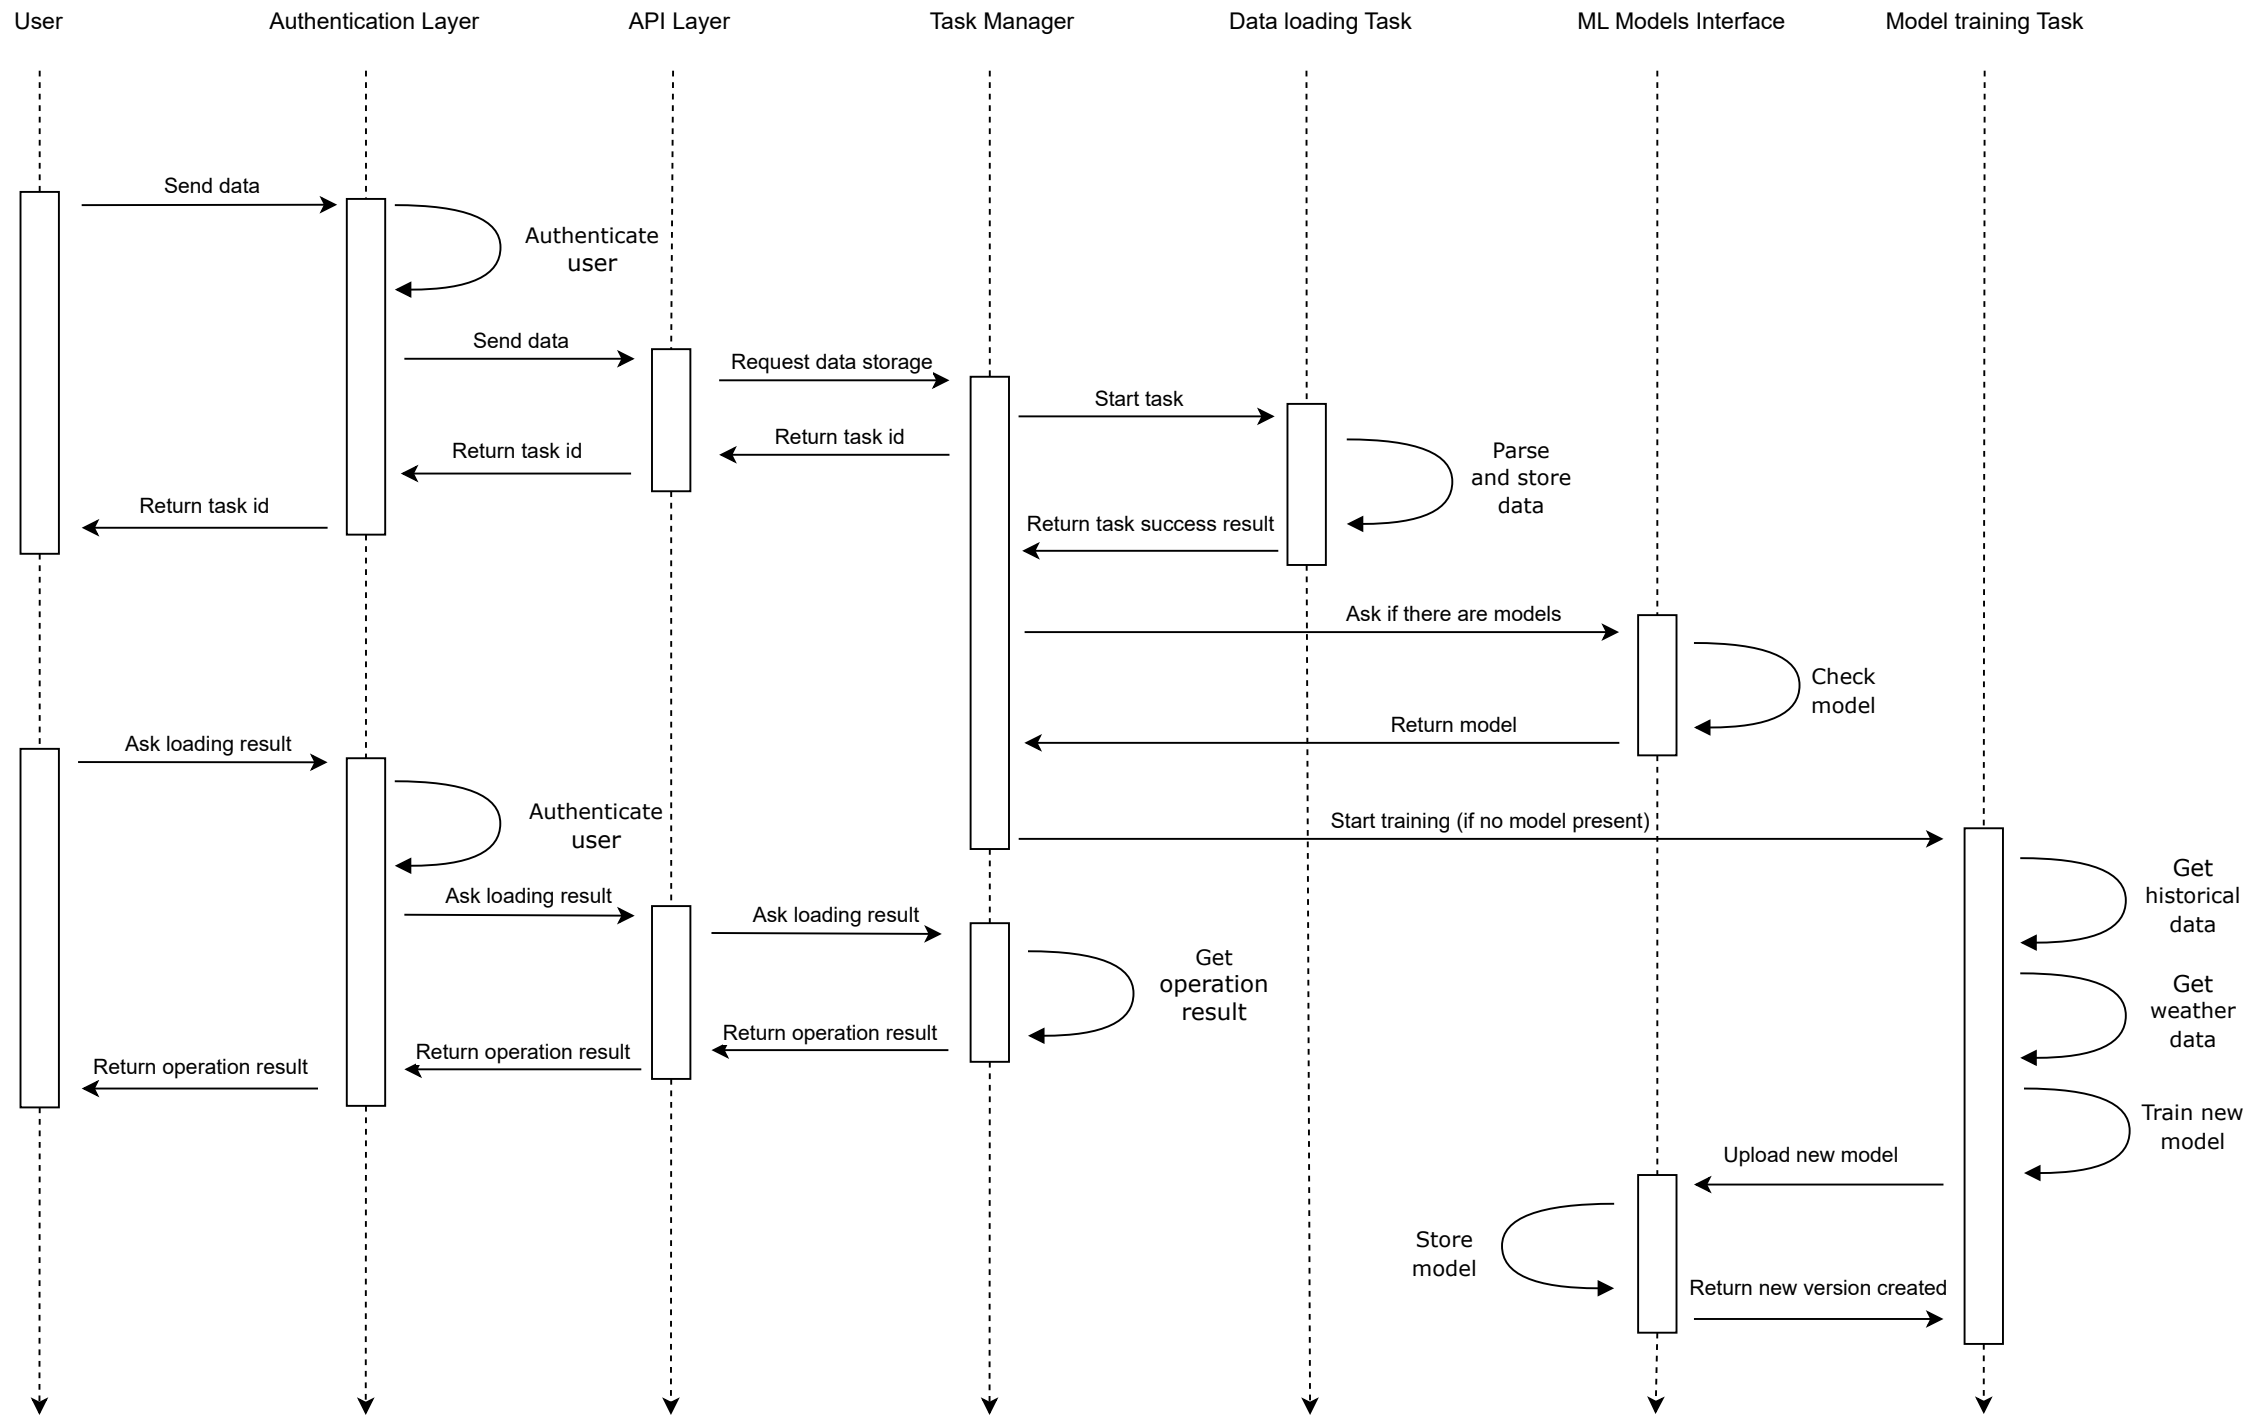 User
Authentication Layer
API Layer
Task Manager
Data loading Task
ML Models Interface
Model training Task
Send data
Authenticate
user
Send data
Request data storage
Start task
Return task id
Return task id
Return task id
Parse
and store
data
Return task success result
Ask if there are models
Check
model
Return model
Ask loading result
Authenticate
user
Start training (if no model present)
Ask loading result
Ask loading result
Get
historical
data
Get
operation
result
Get
weather
data
Return operation result
Return operation result
Return operation result
Train new
model
Upload new model
Store
model
Return new version created